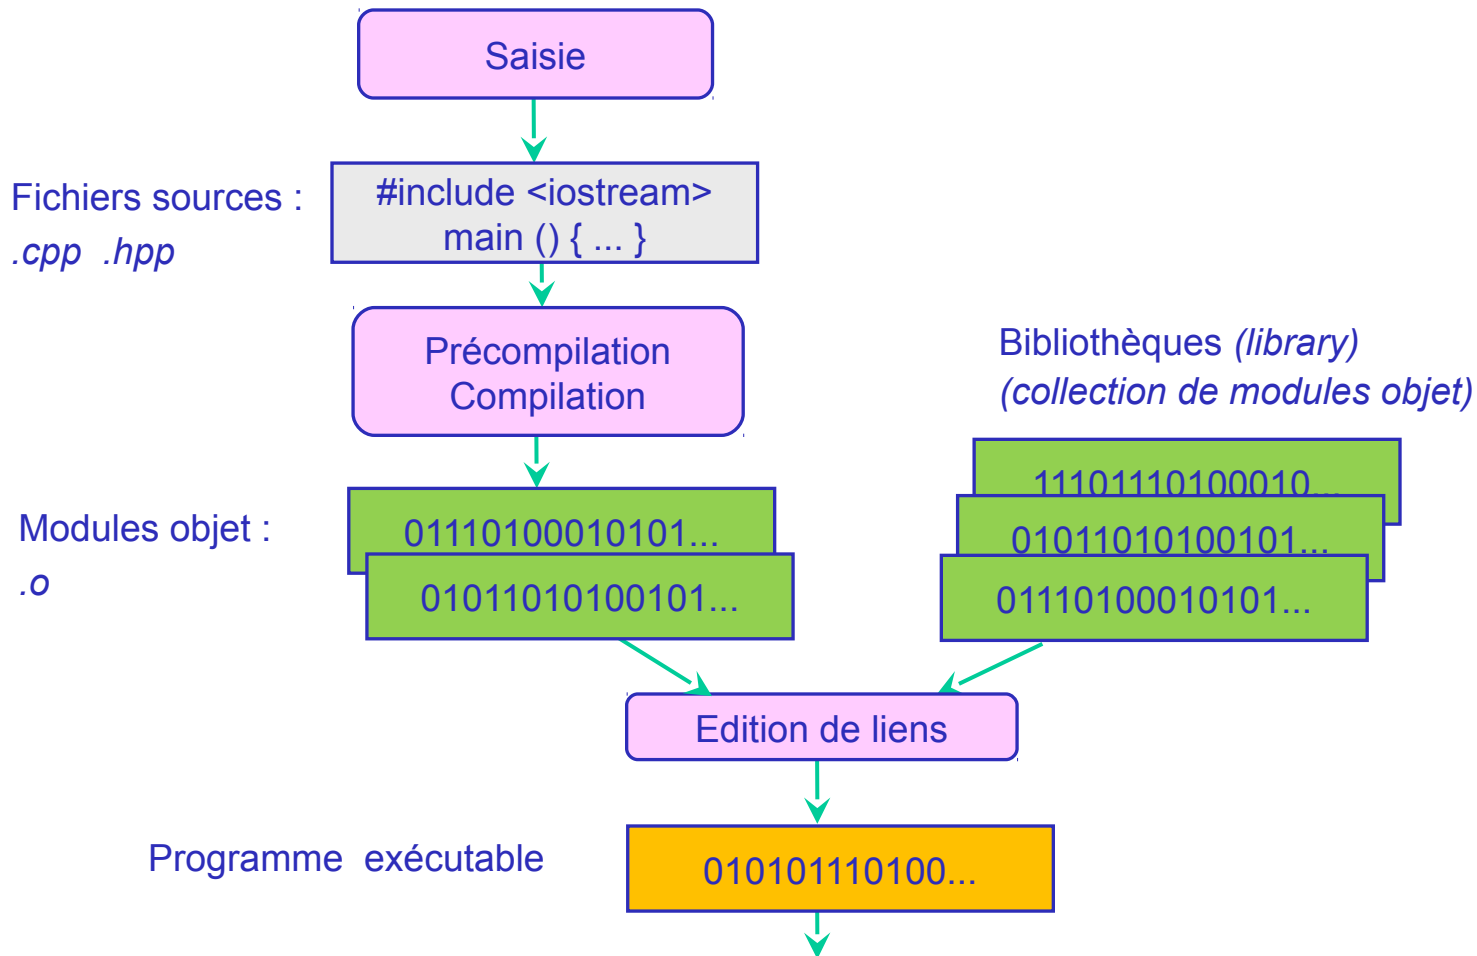 Saisie
Fichiers sources :
.cpp .hpp
#include <iostream>
main () { ... }
Précompilation
Compilation
Bibliothèques (library)
(collection de modules objet)
Modules objet :
.o
01110100010101...
01011010100101...
11101110100010...
01011010100101...
01110100010101...
Edition de liens
Programme exécutable
010101110100...